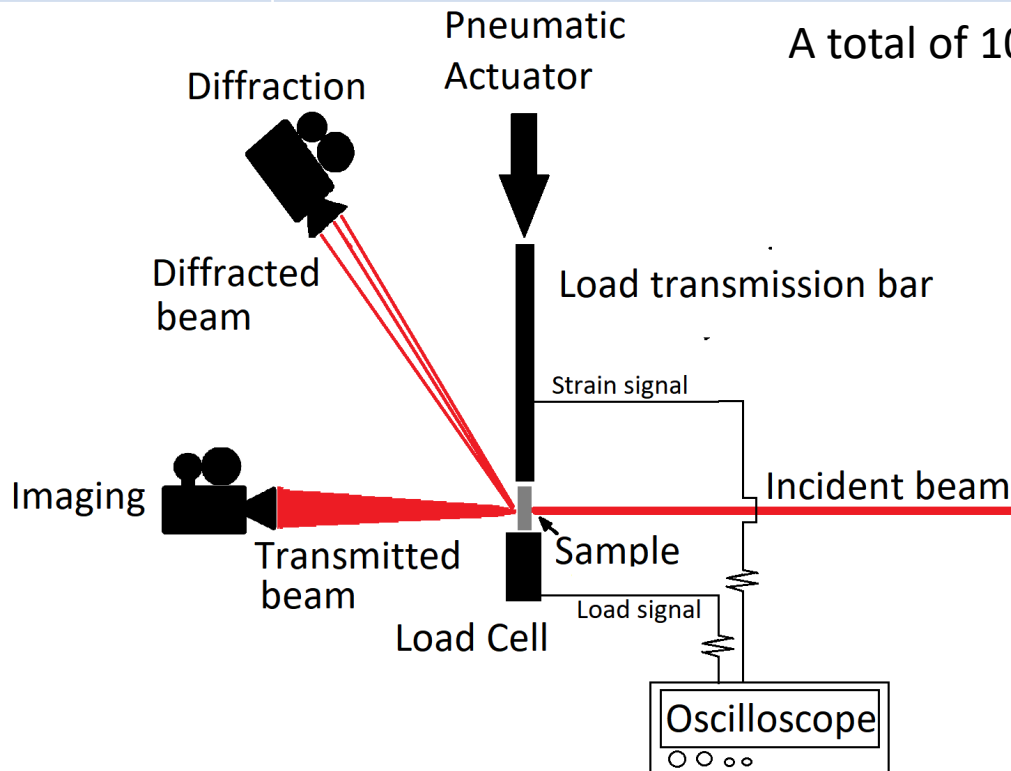 A total of 10
Pneumatic
Actuator
Diffraction
Diffracted
beam
Load transmission bar
Strain signal
Imaging
Incident beam
Transmitted
beam
Sample
Load signal
Load Cell
Oscilloscope